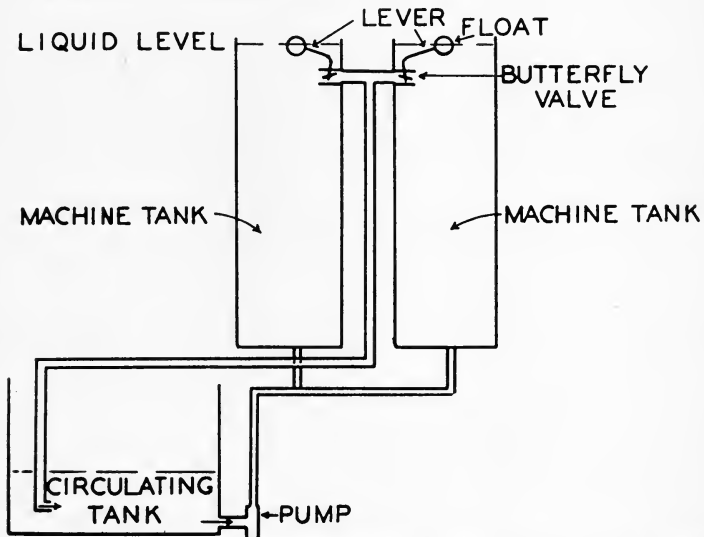 LEVER
FLOAT
LIQUID LEVEL
BUTTERFLY
VALVE
MACHINE TANK
MACHINE TANK
CIRCULATING
TANK
PUMP